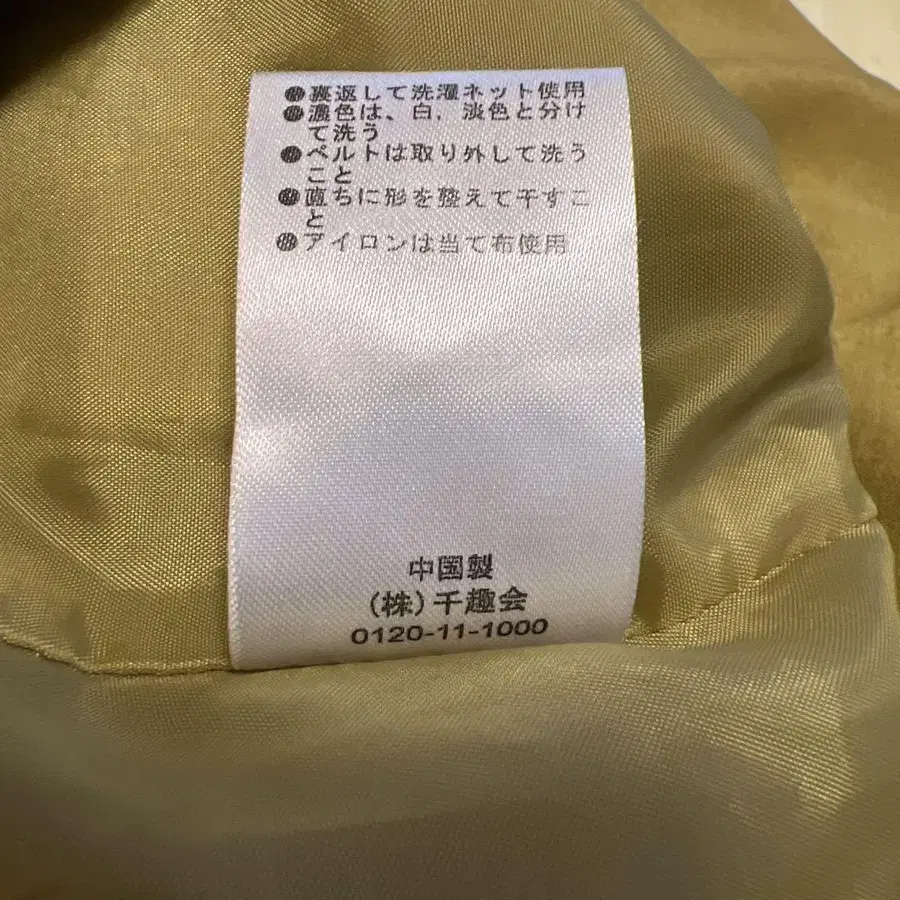 ●裏返して洗濯ネット使用
●濃色は、白、淡色と分け
て洗う
●ベルトは取り外して洗う
こと
●直ちに形を整えて干すこ
と
●アイロンは当て布使用
中国製
(株)千趣会
0120-11-1000